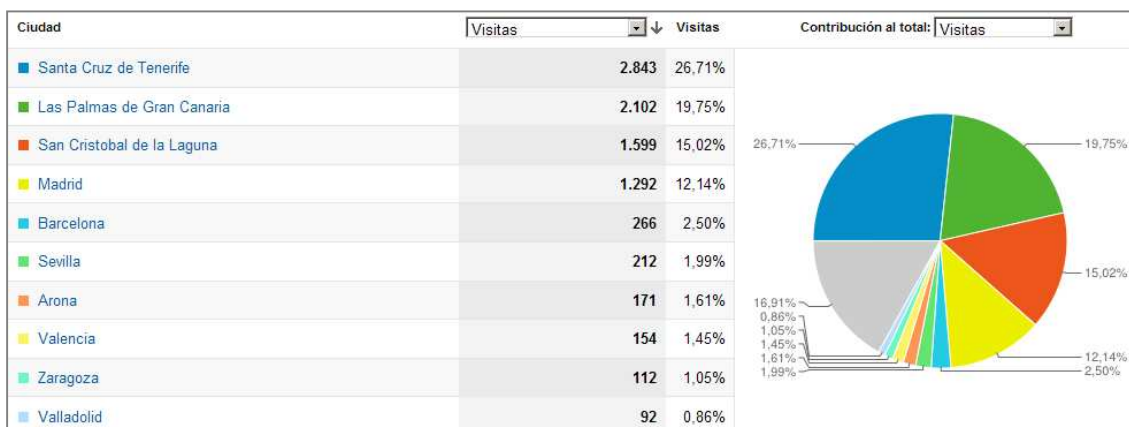 Ciudad Visitas Visitas Contribución al total: Visitas
Santa Cruz de Tenerife 2.843 26,71%
Las Palmas de Gran Canaria 2.102 19,75%
San Cristobal de la Laguna 1.599 15,02%
Madrid 1.292 12,14%
Barcelona 266 2,50%
Sevilla 212 1,99%
Arona 171 1,61%
Valencia 154 1,45%
Zaragoza 112 1,05%
Valladolid 92 0,86%
26,71% 19,75%
15,02%
16,91%
0,86%
1,05%
1,45%
1,61% 12,14%
1,99% 2,50%